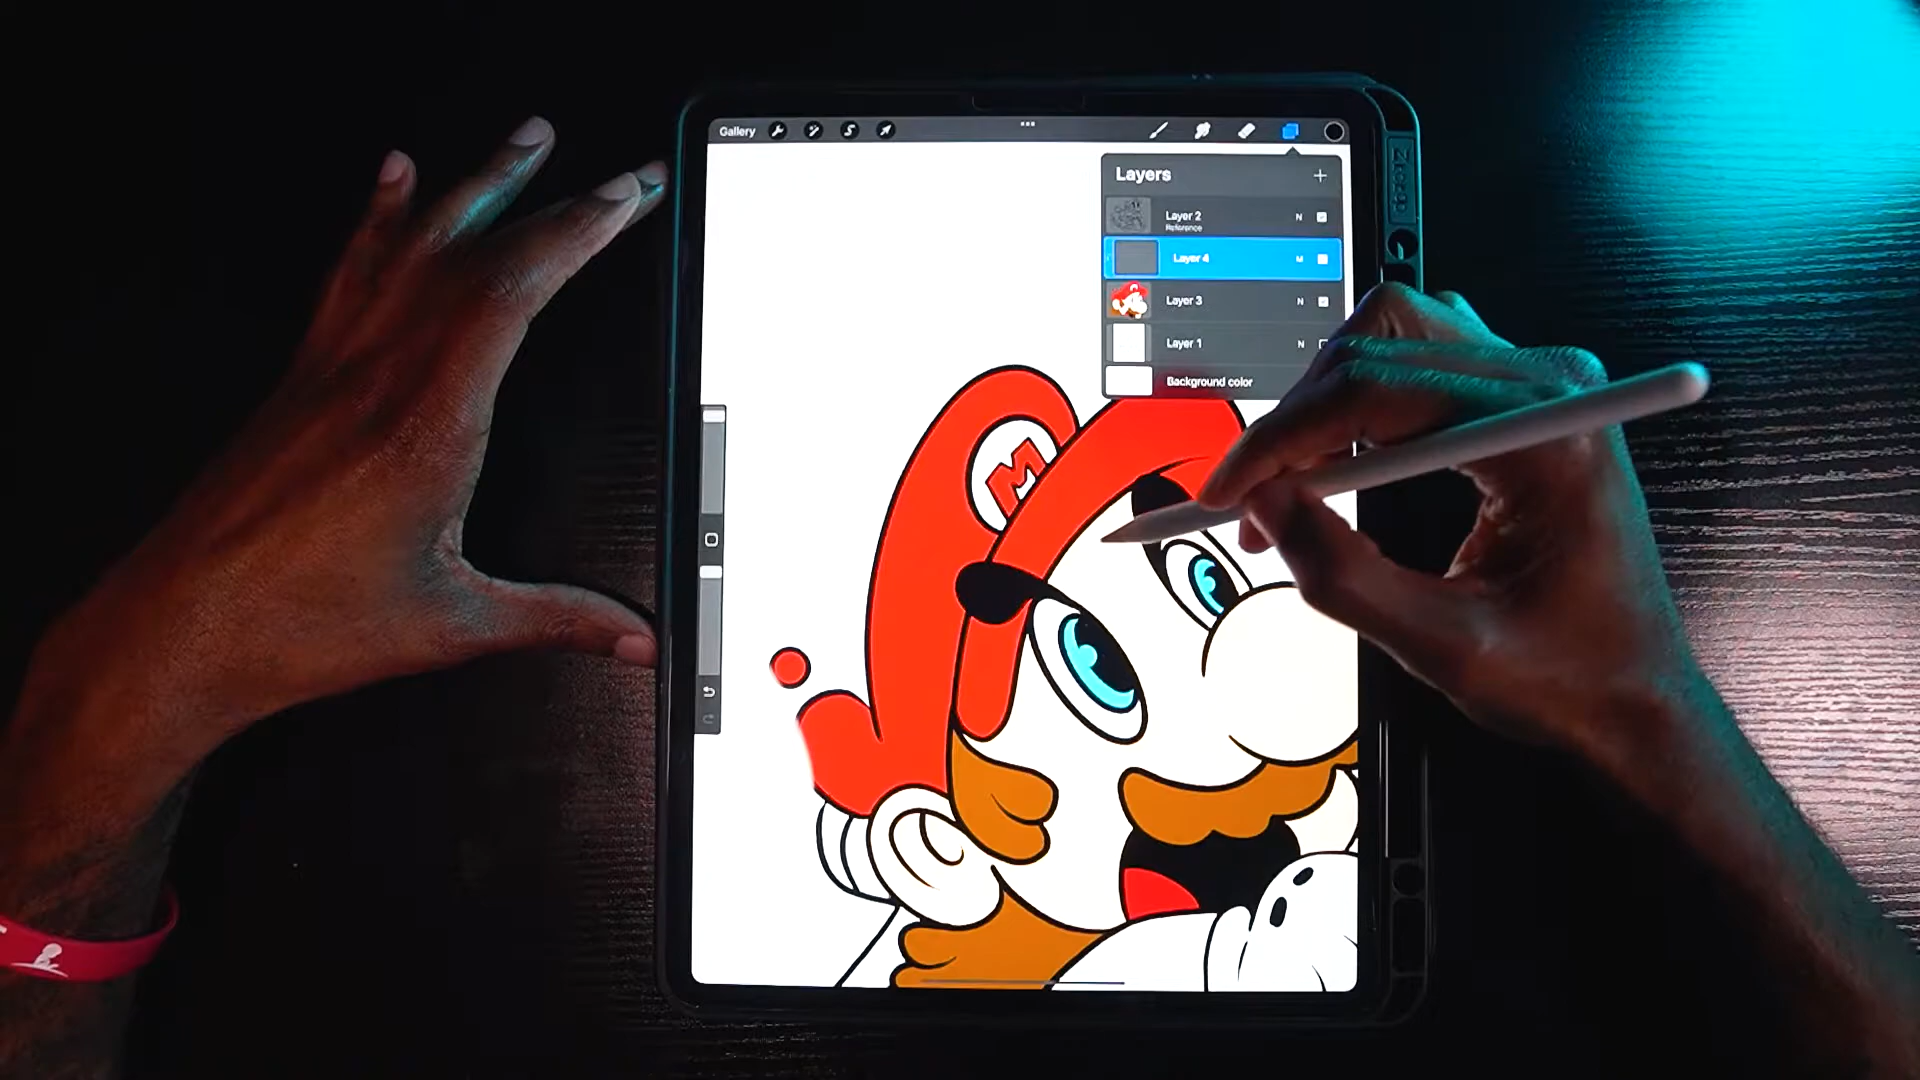 Gallery
Layers
Layer 2 N
Reference
Layer 4 M
Layer 3 N
Layer 1 N
Background color
M